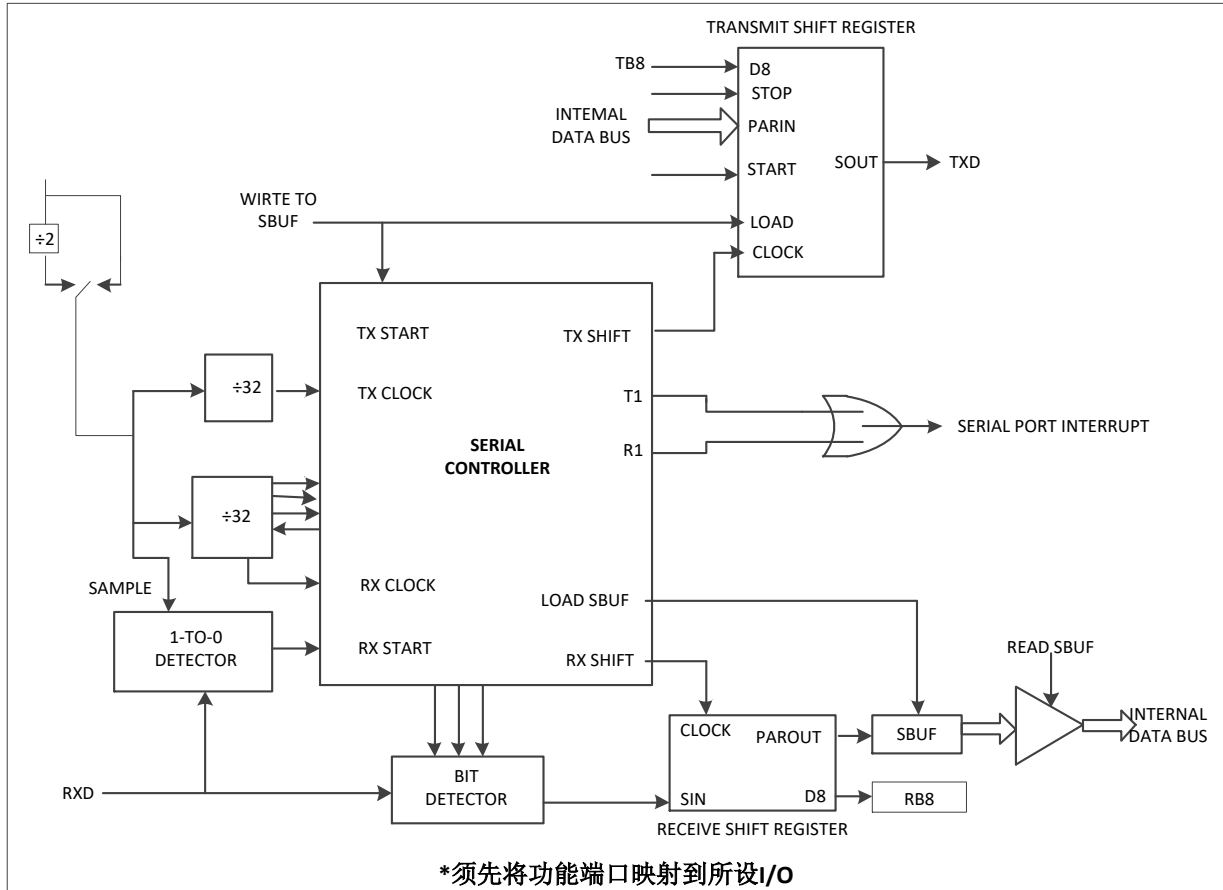 TRANSMIT SHIFT REGISTER
TB8
D8
STOP
INTEMAL
DATA BUS
PARIN
START
SOUT
TXD
WIRTE TO
SBUF
LOAD
CLOCK
÷2
TX START
TX SHIFT
÷32
TX CLOCK
T1
SERIAL PORT INTERRUPT
R1
SERIAL
CONTROLLER
÷32
SAMPLE
RX CLOCK
LOAD SBUF
1-TO-0
DETECTOR
RX START
RX SHIFT
READ SBUF
CLOCK
PAROUT
SBUF
INTERNAL
DATA BUS
RXD
BIT
DETECTOR
SIN
D8
RB8
RECEIVE SHIFT REGISTER
*须先将功能端口映射到所设I/O